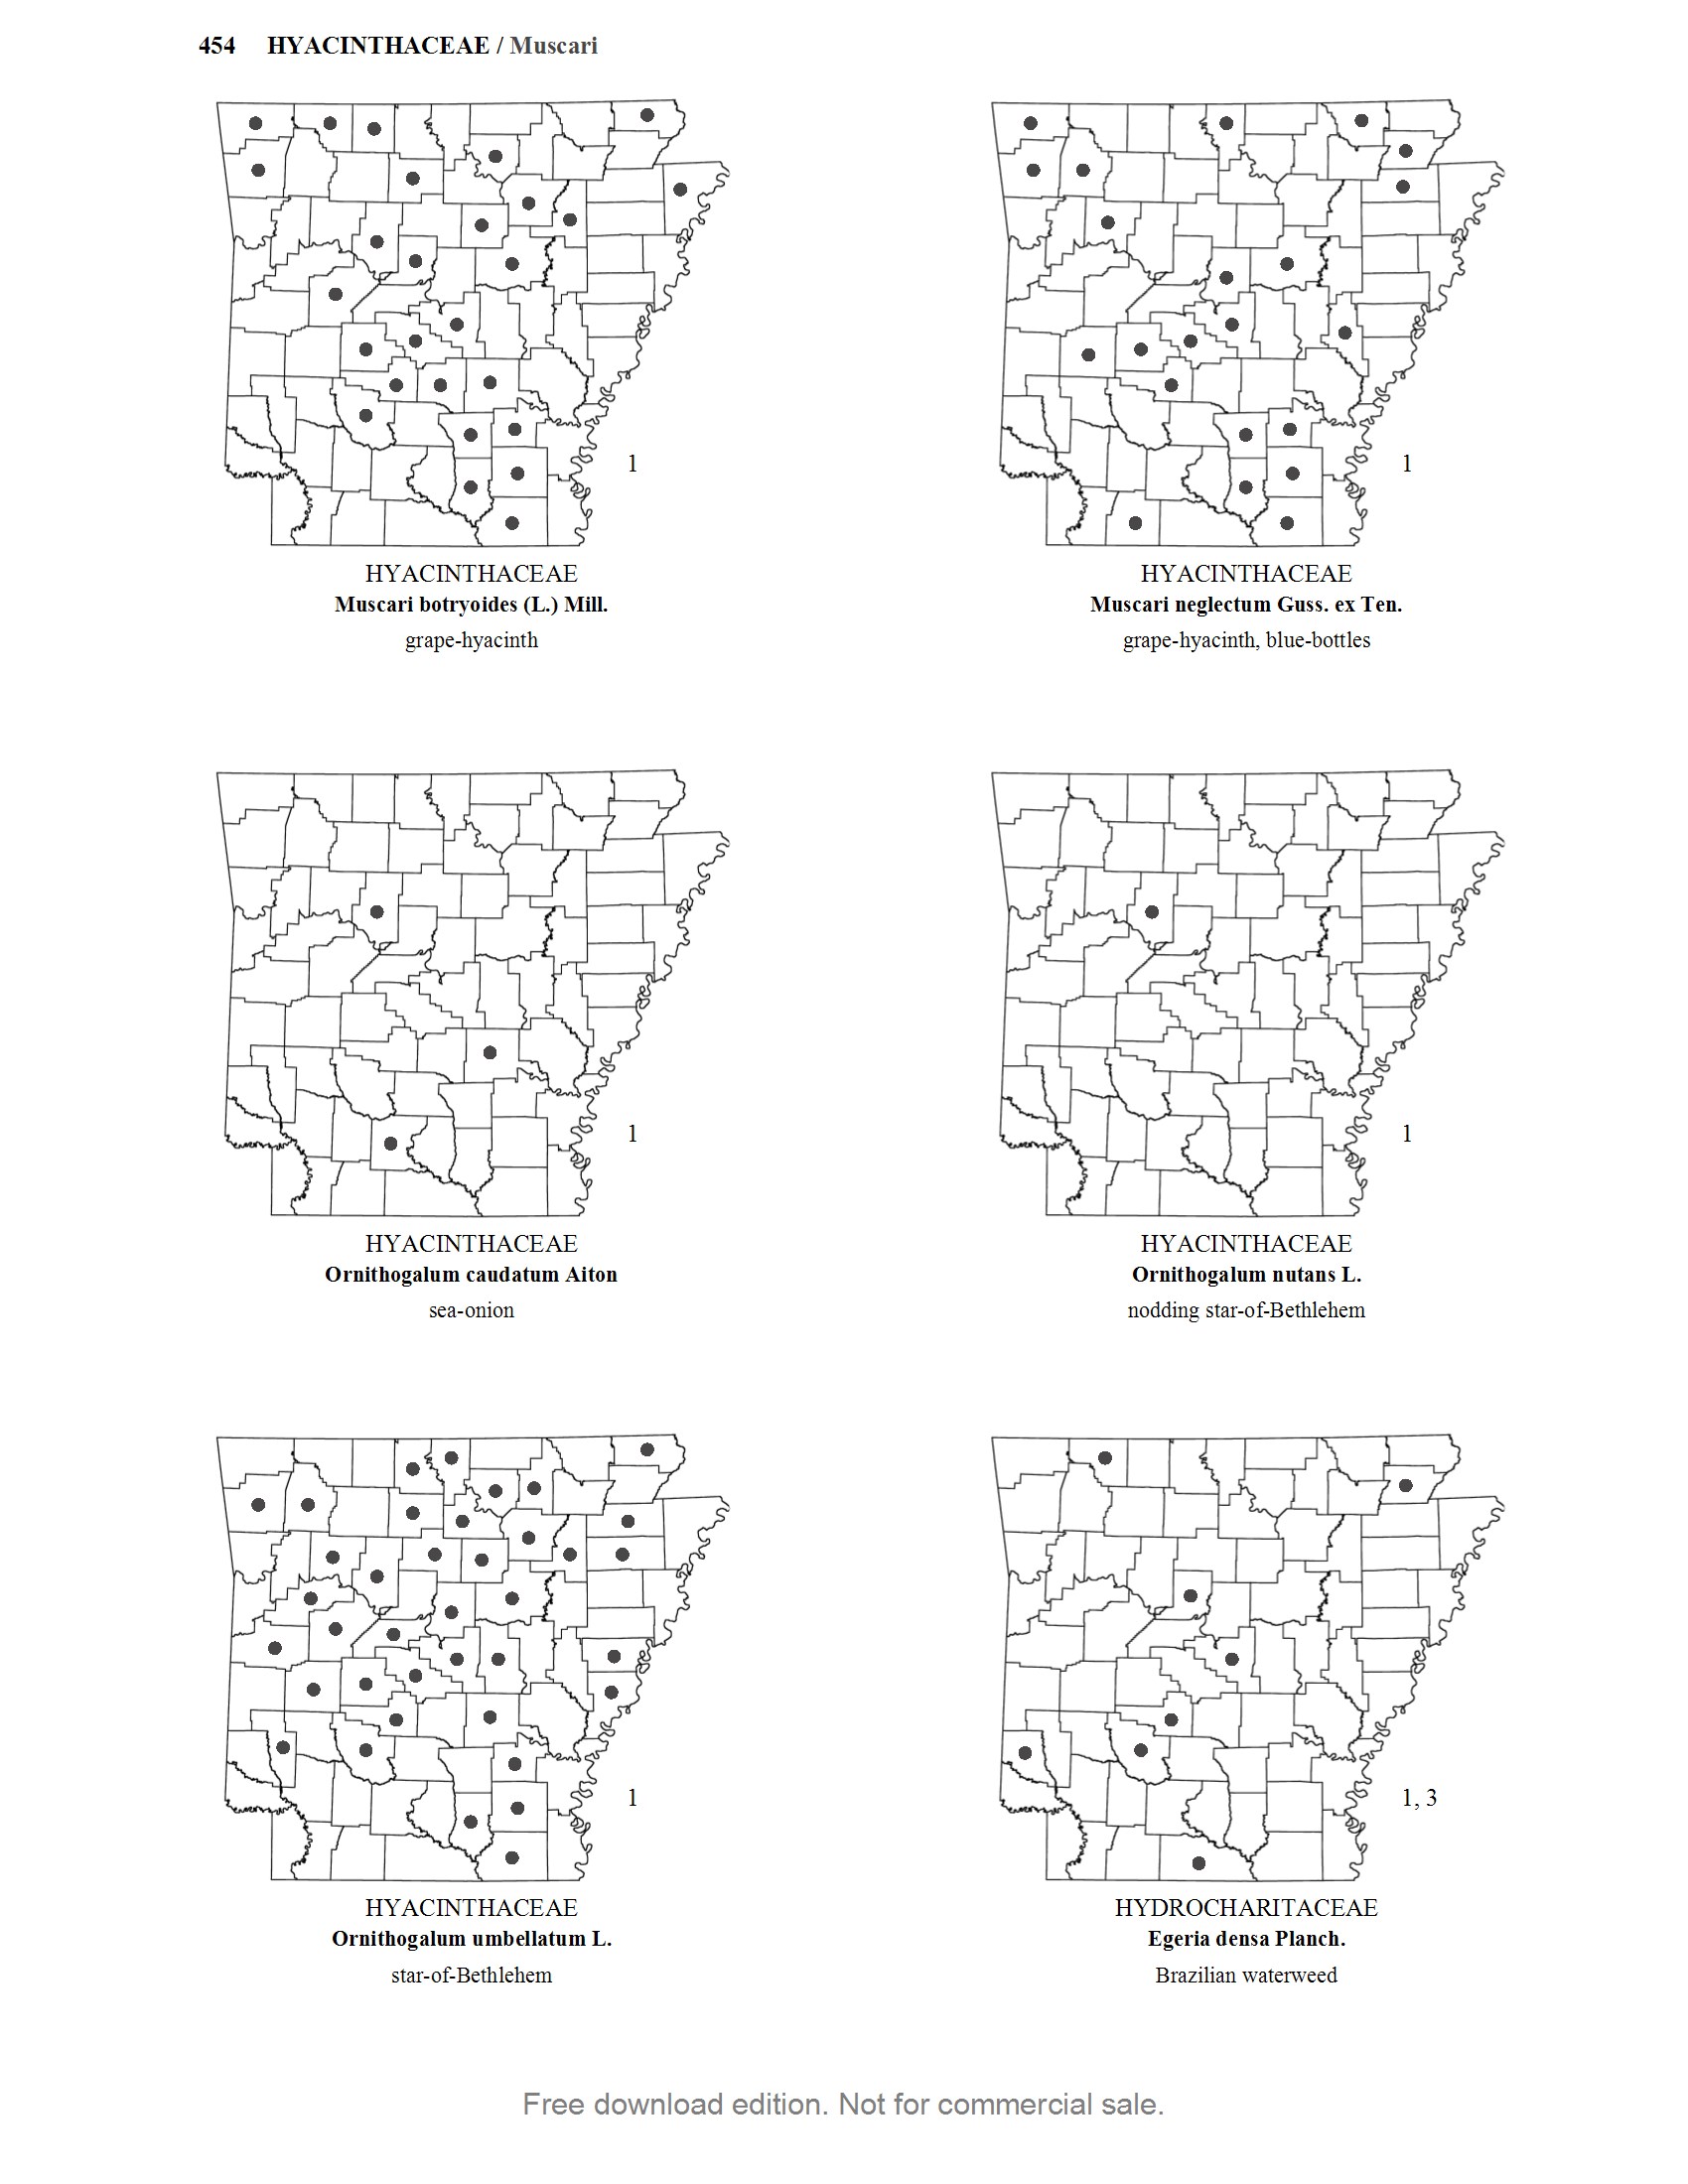 454 HYACINTHACEAE / Muscari
1
1
HYACINTHACEAE
Muscari botryoides (L.) Mill.
grape-hyacinth
HYACINTHACEAE
Muscari neglectum Guss. ex Ten.
grape-hyacinth, blue-bottles
1
1
HYACINTHACEAE
Ornithogalum caudatum Aiton
sea-onion
HYACINTHACEAE
Ornithogalum nutans L.
nodding star-of-Bethlehem
1
1, 3
HYACINTHACEAE
Ornithogalum umbellatum L.
star-of-Bethlehem
HYDROCHARITACEAE
Egeria densa Planch.
Brazilian waterweed
Free download edition. Not for commercial sale.